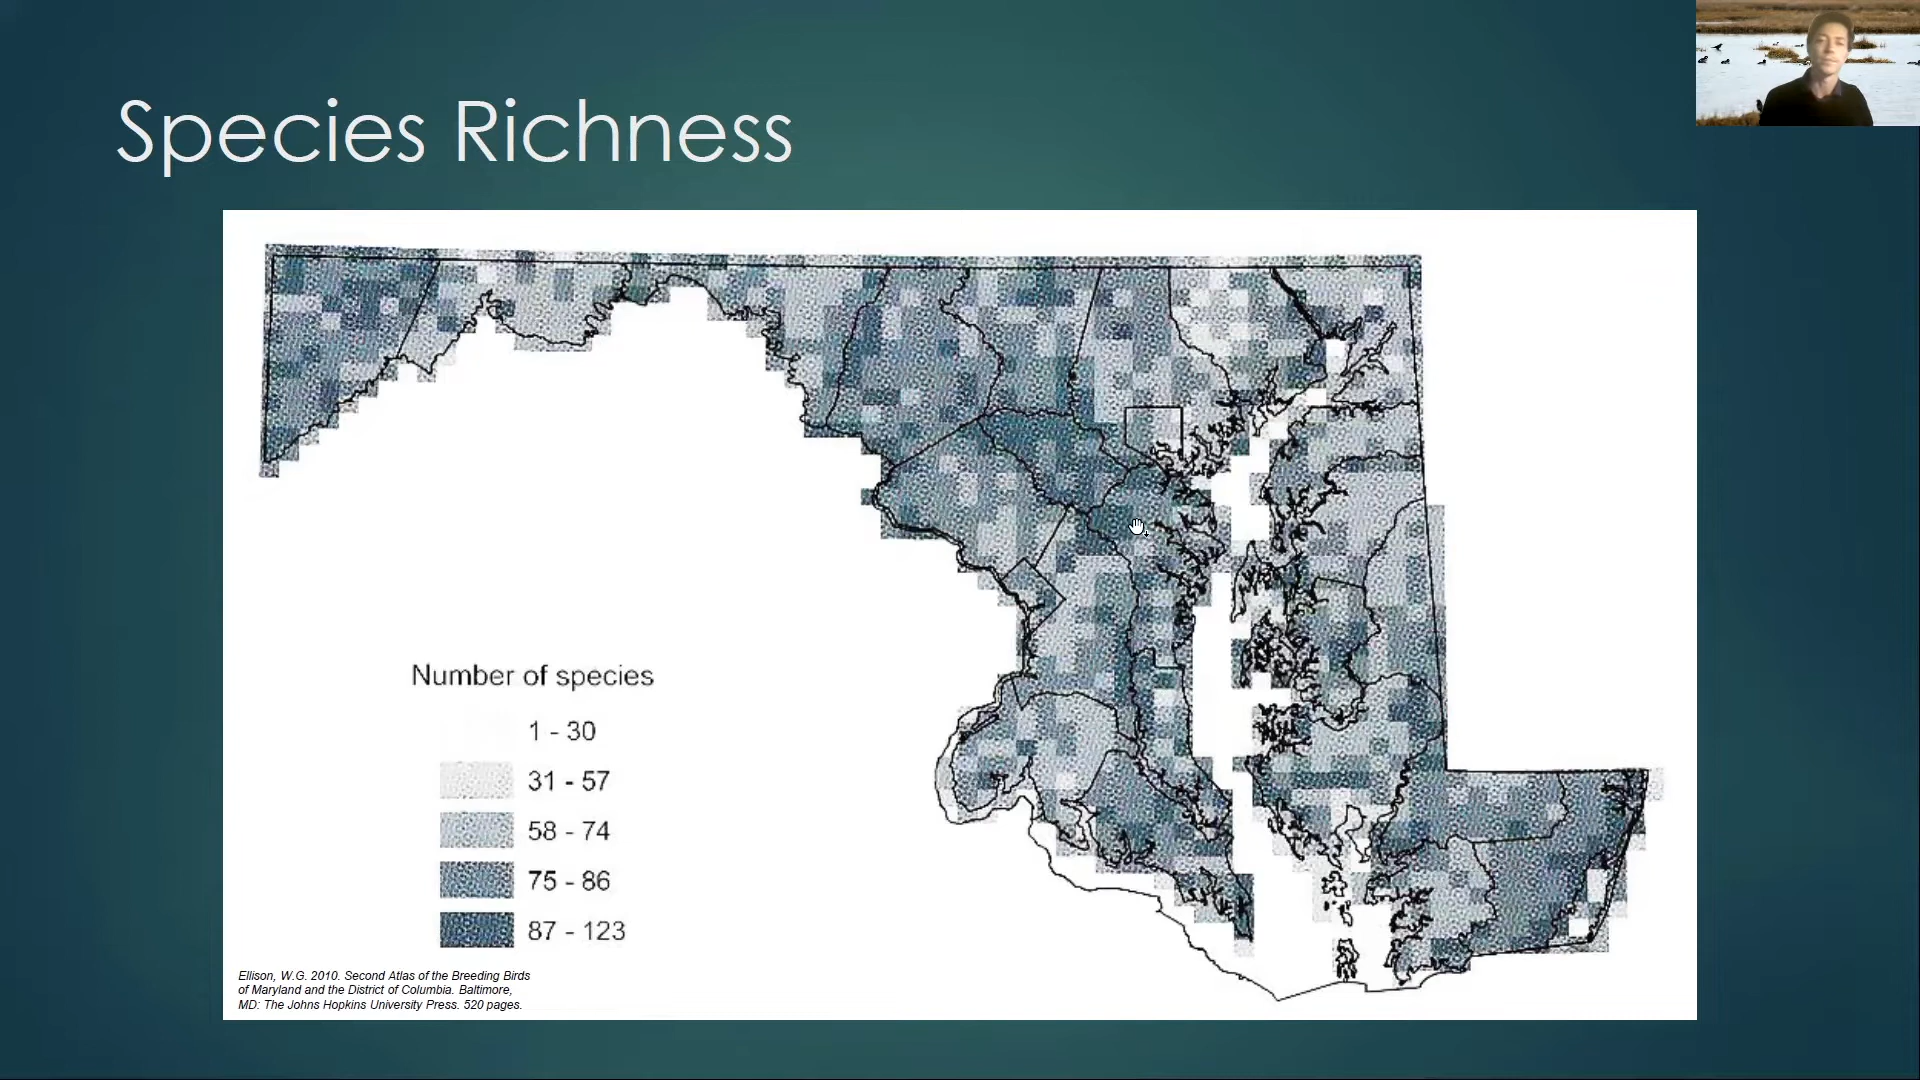 Species Richness
Number of species
1 - 30
31 - 57
58 - 74
75 - 86
87 - 123
Ellison, W.G. 2010. Second Atlas of the Breeding Birds
of Maryland and the District of Columbia. Baltimore,
MD: The Johns Hopkins University Press. 520 pages.